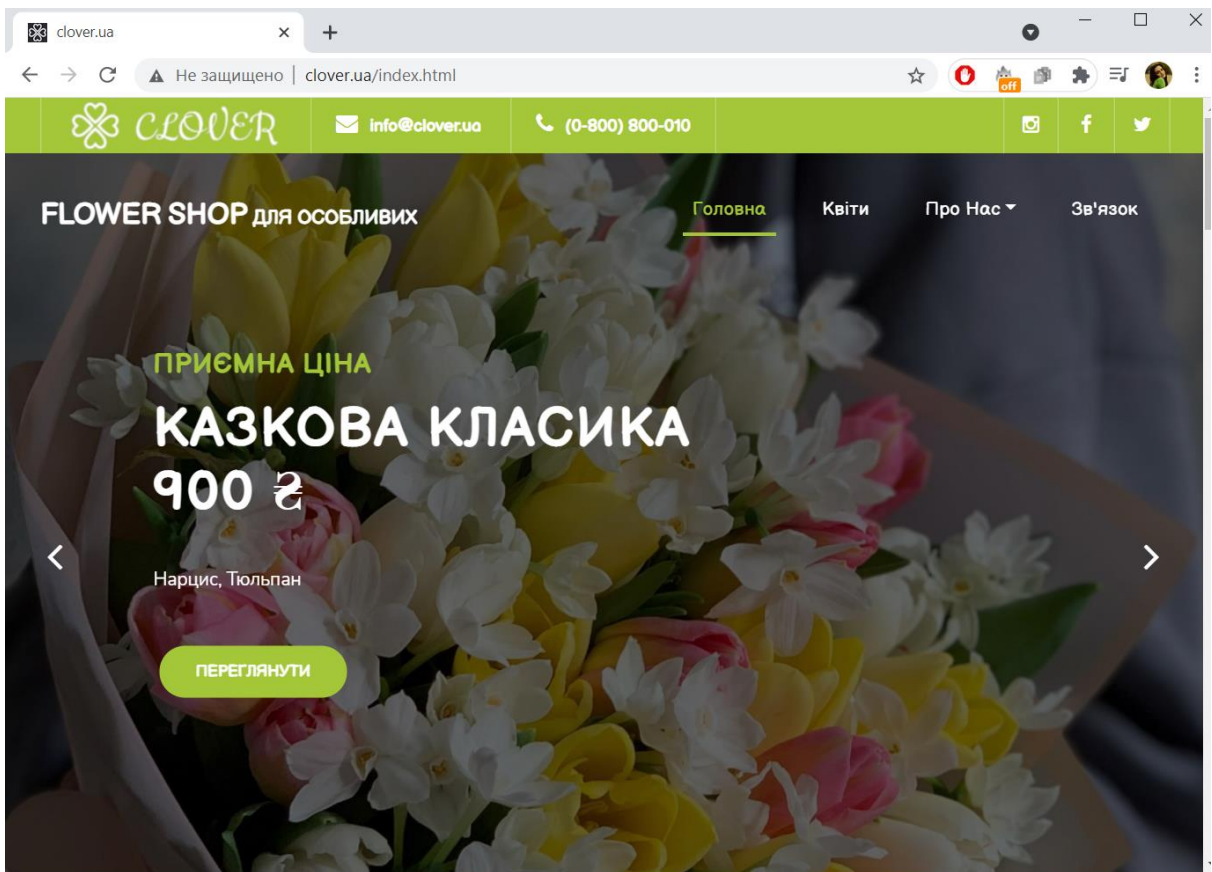 clover.ua
Не защищено | clover.ua/index.html
off
CLOVER info@clover.ua (0-800) 800-010
FLOWER SHOP для особливих Головна Квіти Про Нас Зв'язок
ПРИЄМНА ЦІНА
КАЗКОВА КЛАСИКА
900 ₴
Нарцис, Тюльпан
ПЕРЕГЛЯНУТИ